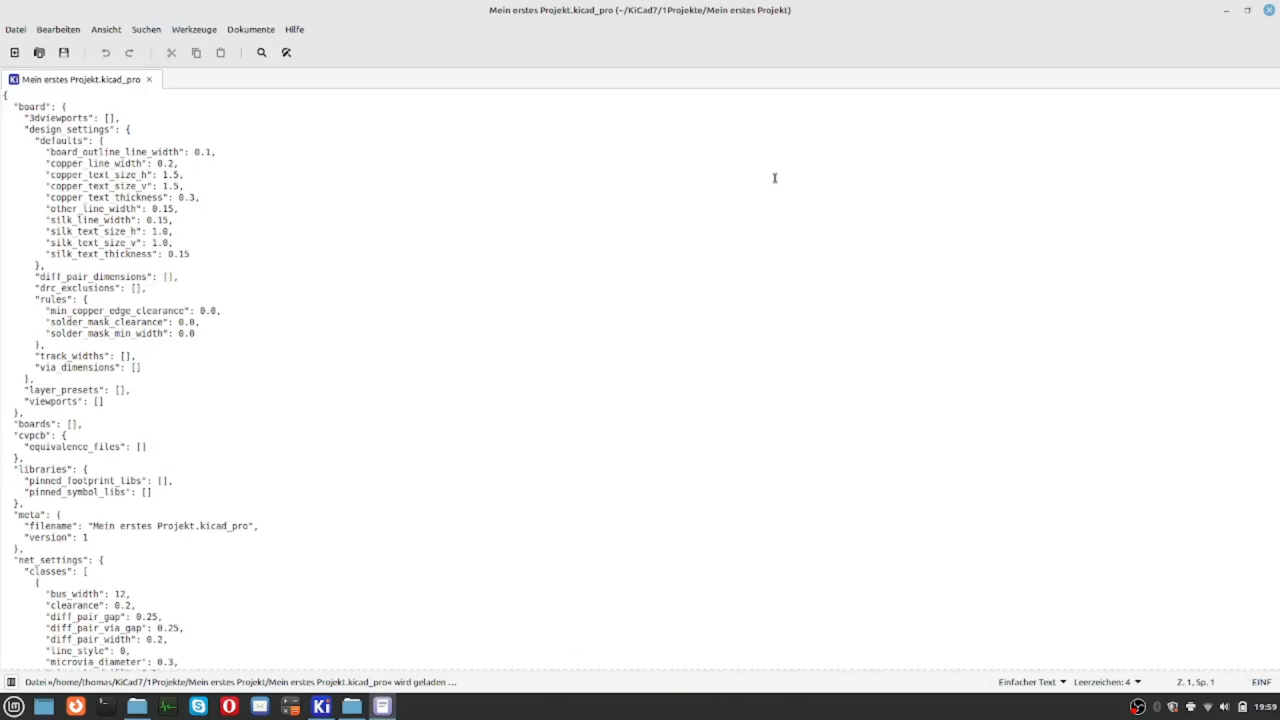 Mein erstes Projekt.kicad_pro (~/KiCad7/1Projekte/Mein erstes Projekt)
Datei Bearbeiten Ansicht Suchen Werkzeuge Dokumente Hilfe
Mein erstes Projekt.kicad_pro
{
"board": {
"3dviewports": [],
"design_settings": {
"defaults": {
"board_outline_line_width": 0.1,
"copper_line_width": 0.2,
"copper_text_size_h": 1.5,
"copper_text_size_v": 1.5,
"copper_text_thickness": 0.3,
"other_line_width": 0.15,
"silk_line_width": 0.15,
"silk_text_size_h": 1.0,
"silk_text_size_v": 1.0,
"silk_text_thickness": 0.15
},
"diff_pair_dimensions": [],
"drc_exclusions": [],
"rules": {
"min_copper_edge_clearance": 0.0,
"solder_mask_clearance": 0.0,
"solder_mask_min_width": 0.0
},
"track_widths": [],
"via_dimensions": []
},
"layer_presets": [],
"viewports": []
},
"boards": [],
"cvpcb": {
"equivalence_files": []
},
"libraries": {
"pinned_footprint_libs": [],
"pinned_symbol_libs": []
},
"meta": {
"filename": "Mein erstes Projekt.kicad_pro",
"version": 1
},
"net_settings": {
"classes": [
{
"bus_width": 12,
"clearance": 0.2,
"diff_pair_gap": 0.25,
"diff_pair_via_gap": 0.25,
"diff_pair_width": 0.2,
"line_style": 0,
"microvia_diameter": 0.3,
Datei »/home/thomas/KiCad7/1Projekte/Mein erstes Projekt/Mein erstes Projekt.kicad_pro« wird geladen … Einfacher Text Leerzeichen: 4 Z. 1, Sp. 1 EINF
19:59